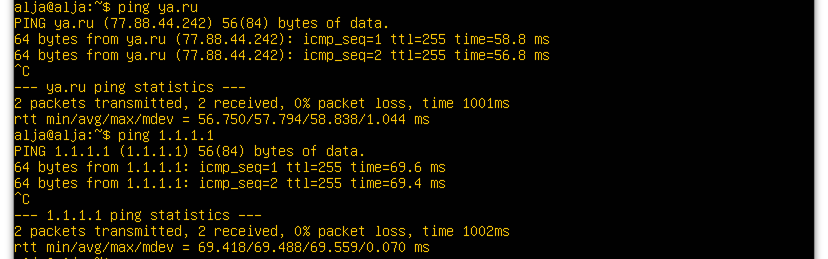 alja@alja:~$ ping ya.ru
PING ya.ru (77.88.44.242) 56(84) bytes of data.
64 bytes from ya.ru (77.88.44.242): icmp_seq=1 ttl=255 time=58.8 ms
64 bytes from ya.ru (77.88.44.242): icmp_seq=2 ttl=255 time=56.8 ms
^C
--- ya.ru ping statistics ---
2 packets transmitted, 2 received, 0% packet loss, time 1001ms
rtt min/avg/max/mdev = 56.750/57.794/58.838/1.044 ms
alja@alja:~$ ping 1.1.1.1
PING 1.1.1.1 (1.1.1.1) 56(84) bytes of data.
64 bytes from 1.1.1.1: icmp_seq=1 ttl=255 time=69.6 ms
64 bytes from 1.1.1.1: icmp_seq=2 ttl=255 time=69.4 ms
^C
--- 1.1.1.1 ping statistics ---
2 packets transmitted, 2 received, 0% packet loss, time 1002ms
rtt min/avg/max/mdev = 69.418/69.488/69.559/0.070 ms